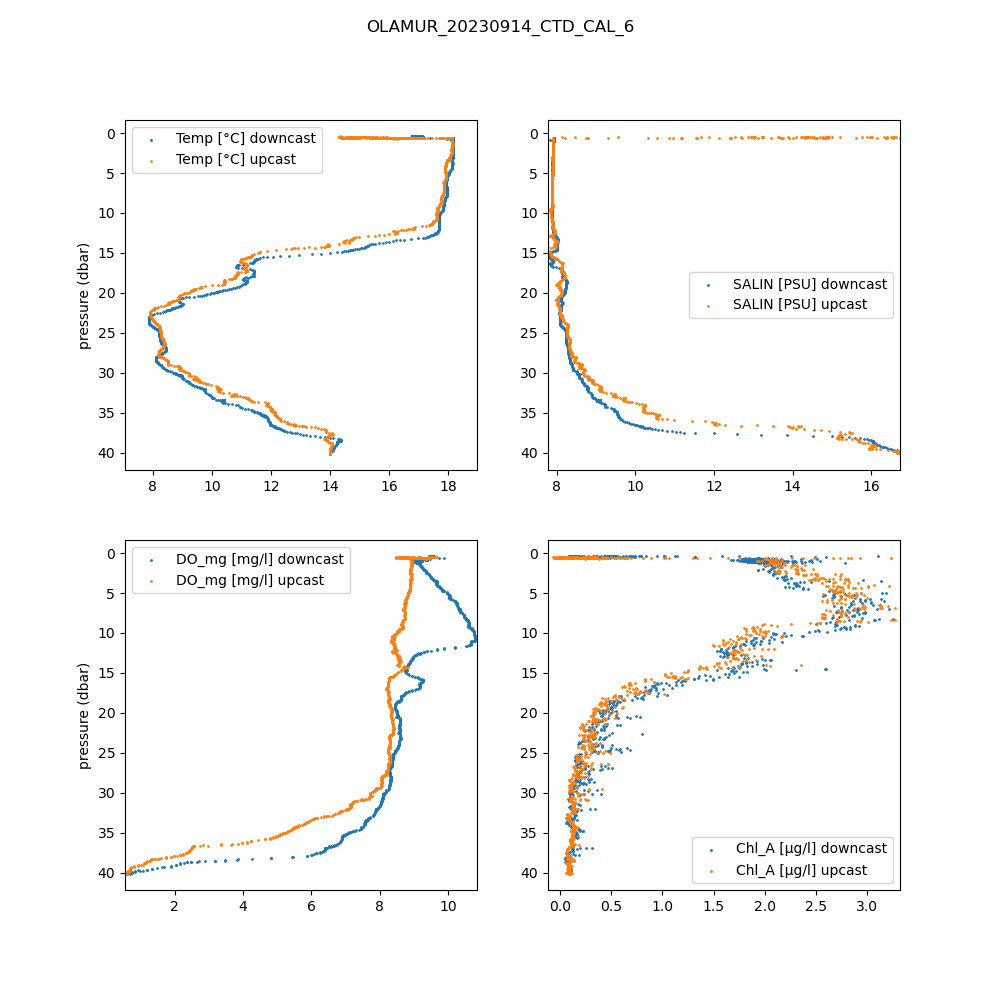 OLAMUR_20230914_CTD_CAL_6
Temp [°C] downcast
Temp [°C] upcast
0
5
10
15
20
25
30
35
40
pressure (dbar)
8 10 12 14 16 18
SALIN [PSU] downcast
SALIN [PSU] upcast
0
5
10
15
20
25
30
35
40
8 10 12 14 16
DO_mg [mg/l] downcast
DO_mg [mg/l] upcast
0
5
10
15
20
25
30
35
40
pressure (dbar)
2 4 6 8 10
0
5
10
15
20
25
30
35
40
Chl_A [µg/l] downcast
Chl_A [µg/l] upcast
0.0 0.5 1.0 1.5 2.0 2.5 3.0